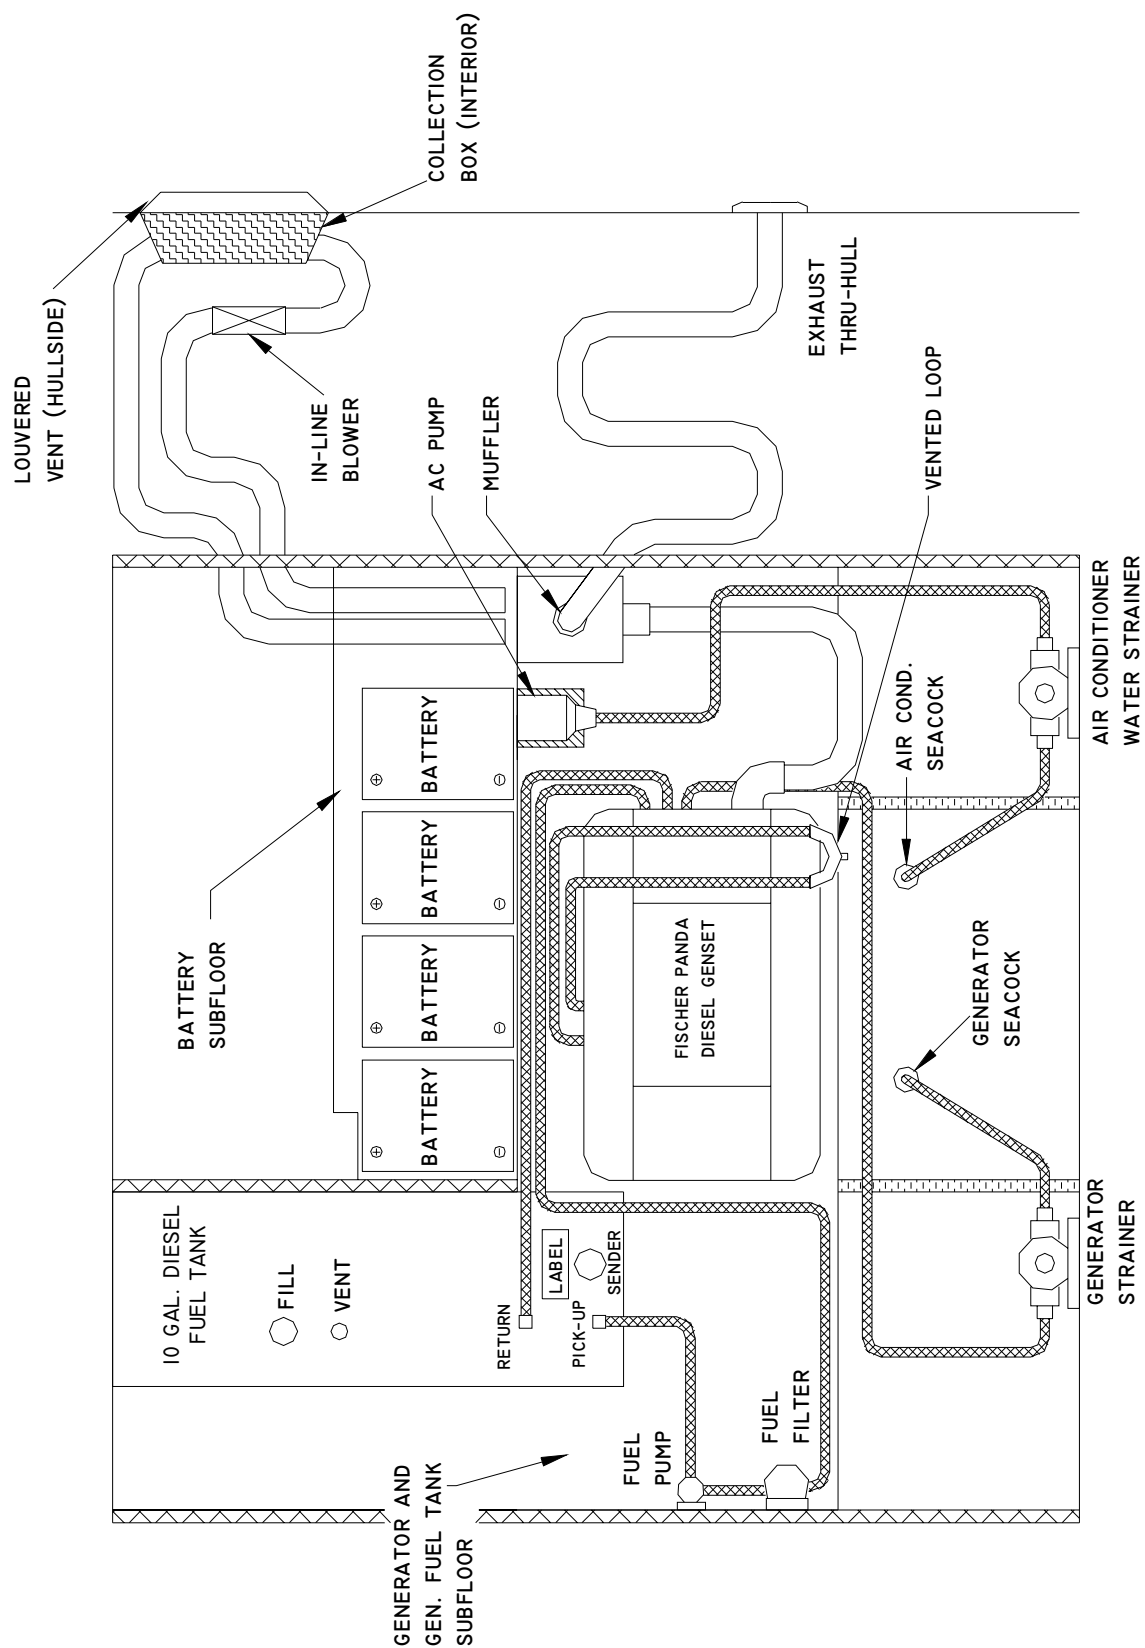 LOUVERED
VENT (HULLSIDE)
COLLECTION
BOX (INTERIOR)
IN-LINE
BLOWER
EXHAUST
THRU-HULL
AC PUMP
MUFFLER
VENTED LOOP
AIR CONDITIONER
WATER STRAINER
AIR COND.
SEACOCK
BATTERY
SUBFLOOR
BATTERY
BATTERY
BATTERY
BATTERY
FISCHER PANDA
DIESEL GENSET
GENERATOR
SEACOCK
GENERATOR
STRAINER
10 GAL. DIESEL
FUEL TANK
FILL
VENT
LABEL
SENDER
RETURN
PICK-UP
FUEL
PUMP
FUEL
FILTER
GENERATOR AND
GEN. FUEL TANK
SUBFLOOR